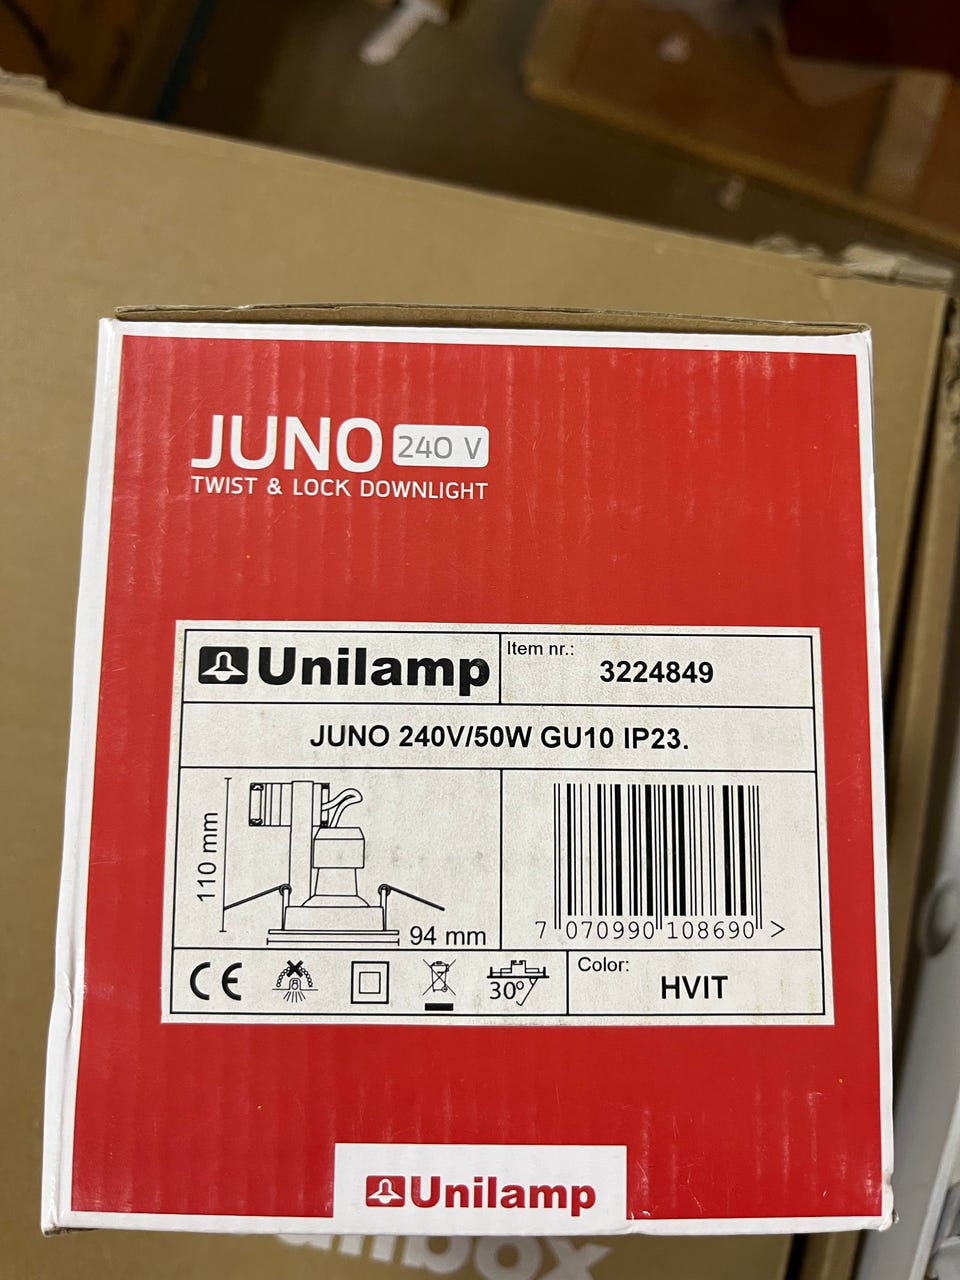 JUNO 240 V
TWIST & LOCK DOWNLIGHT
Unilamp
Item nr.:
3224849
JUNO 240V/50W GU10 IP23.
110 mm
94 mm
7 070990 108690 >
CE
30°
Color:
HVIT
Unilamp